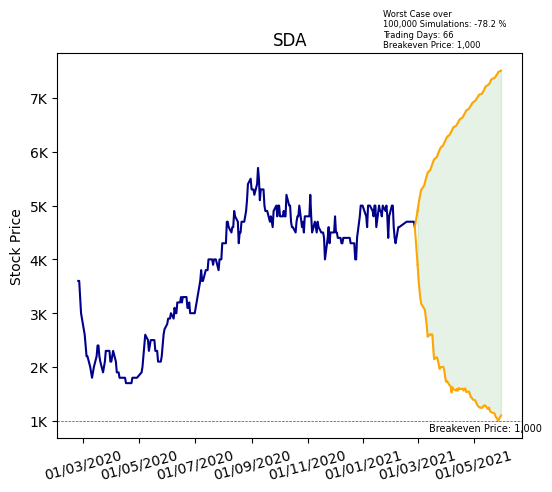 Worst Case over
100,000 Simulations: -78.2 %
Trading Days: 66
Breakeven Price: 1,000
SDA
Stock Price
7K
6K
5K
4K
3K
2K
1K
Breakeven Price: 1,000
01/03/2020
01/05/2020
01/07/2020
01/09/2020
01/11/2020
01/01/2021
01/03/2021
01/05/2021